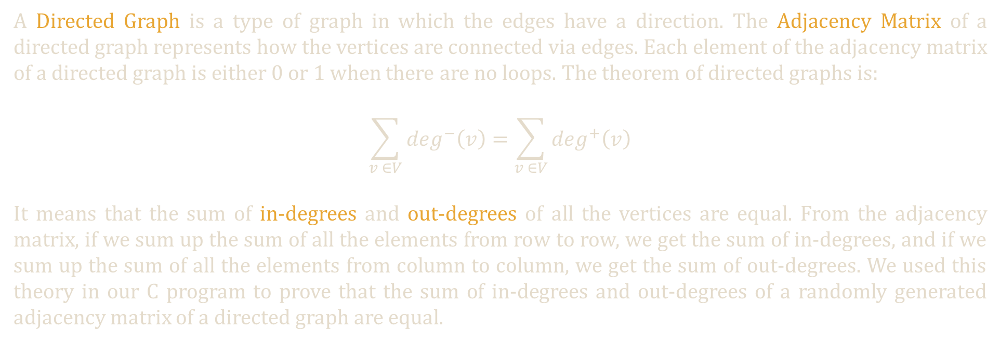 A Directed Graph is a type of graph in which the edges have a direction. The Adjacency Matrix of a
directed graph represents how the vertices are connected via edges. Each element of the adjacency matrix
of a directed graph is either 0 or 1 when there are no loops. The theorem of directed graphs is:
∑ deg⁻(v) = ∑ deg⁺(v)
v ∈V v ∈V
It means that the sum of in-degrees and out-degrees of all the vertices are equal. From the adjacency
matrix, if we sum up the sum of all the elements from row to row, we get the sum of in-degrees, and if we
sum up the sum of all the elements from column to column, we get the sum of out-degrees. We used this
theory in our C program to prove that the sum of in-degrees and out-degrees of a randomly generated
adjacency matrix of a directed graph are equal.